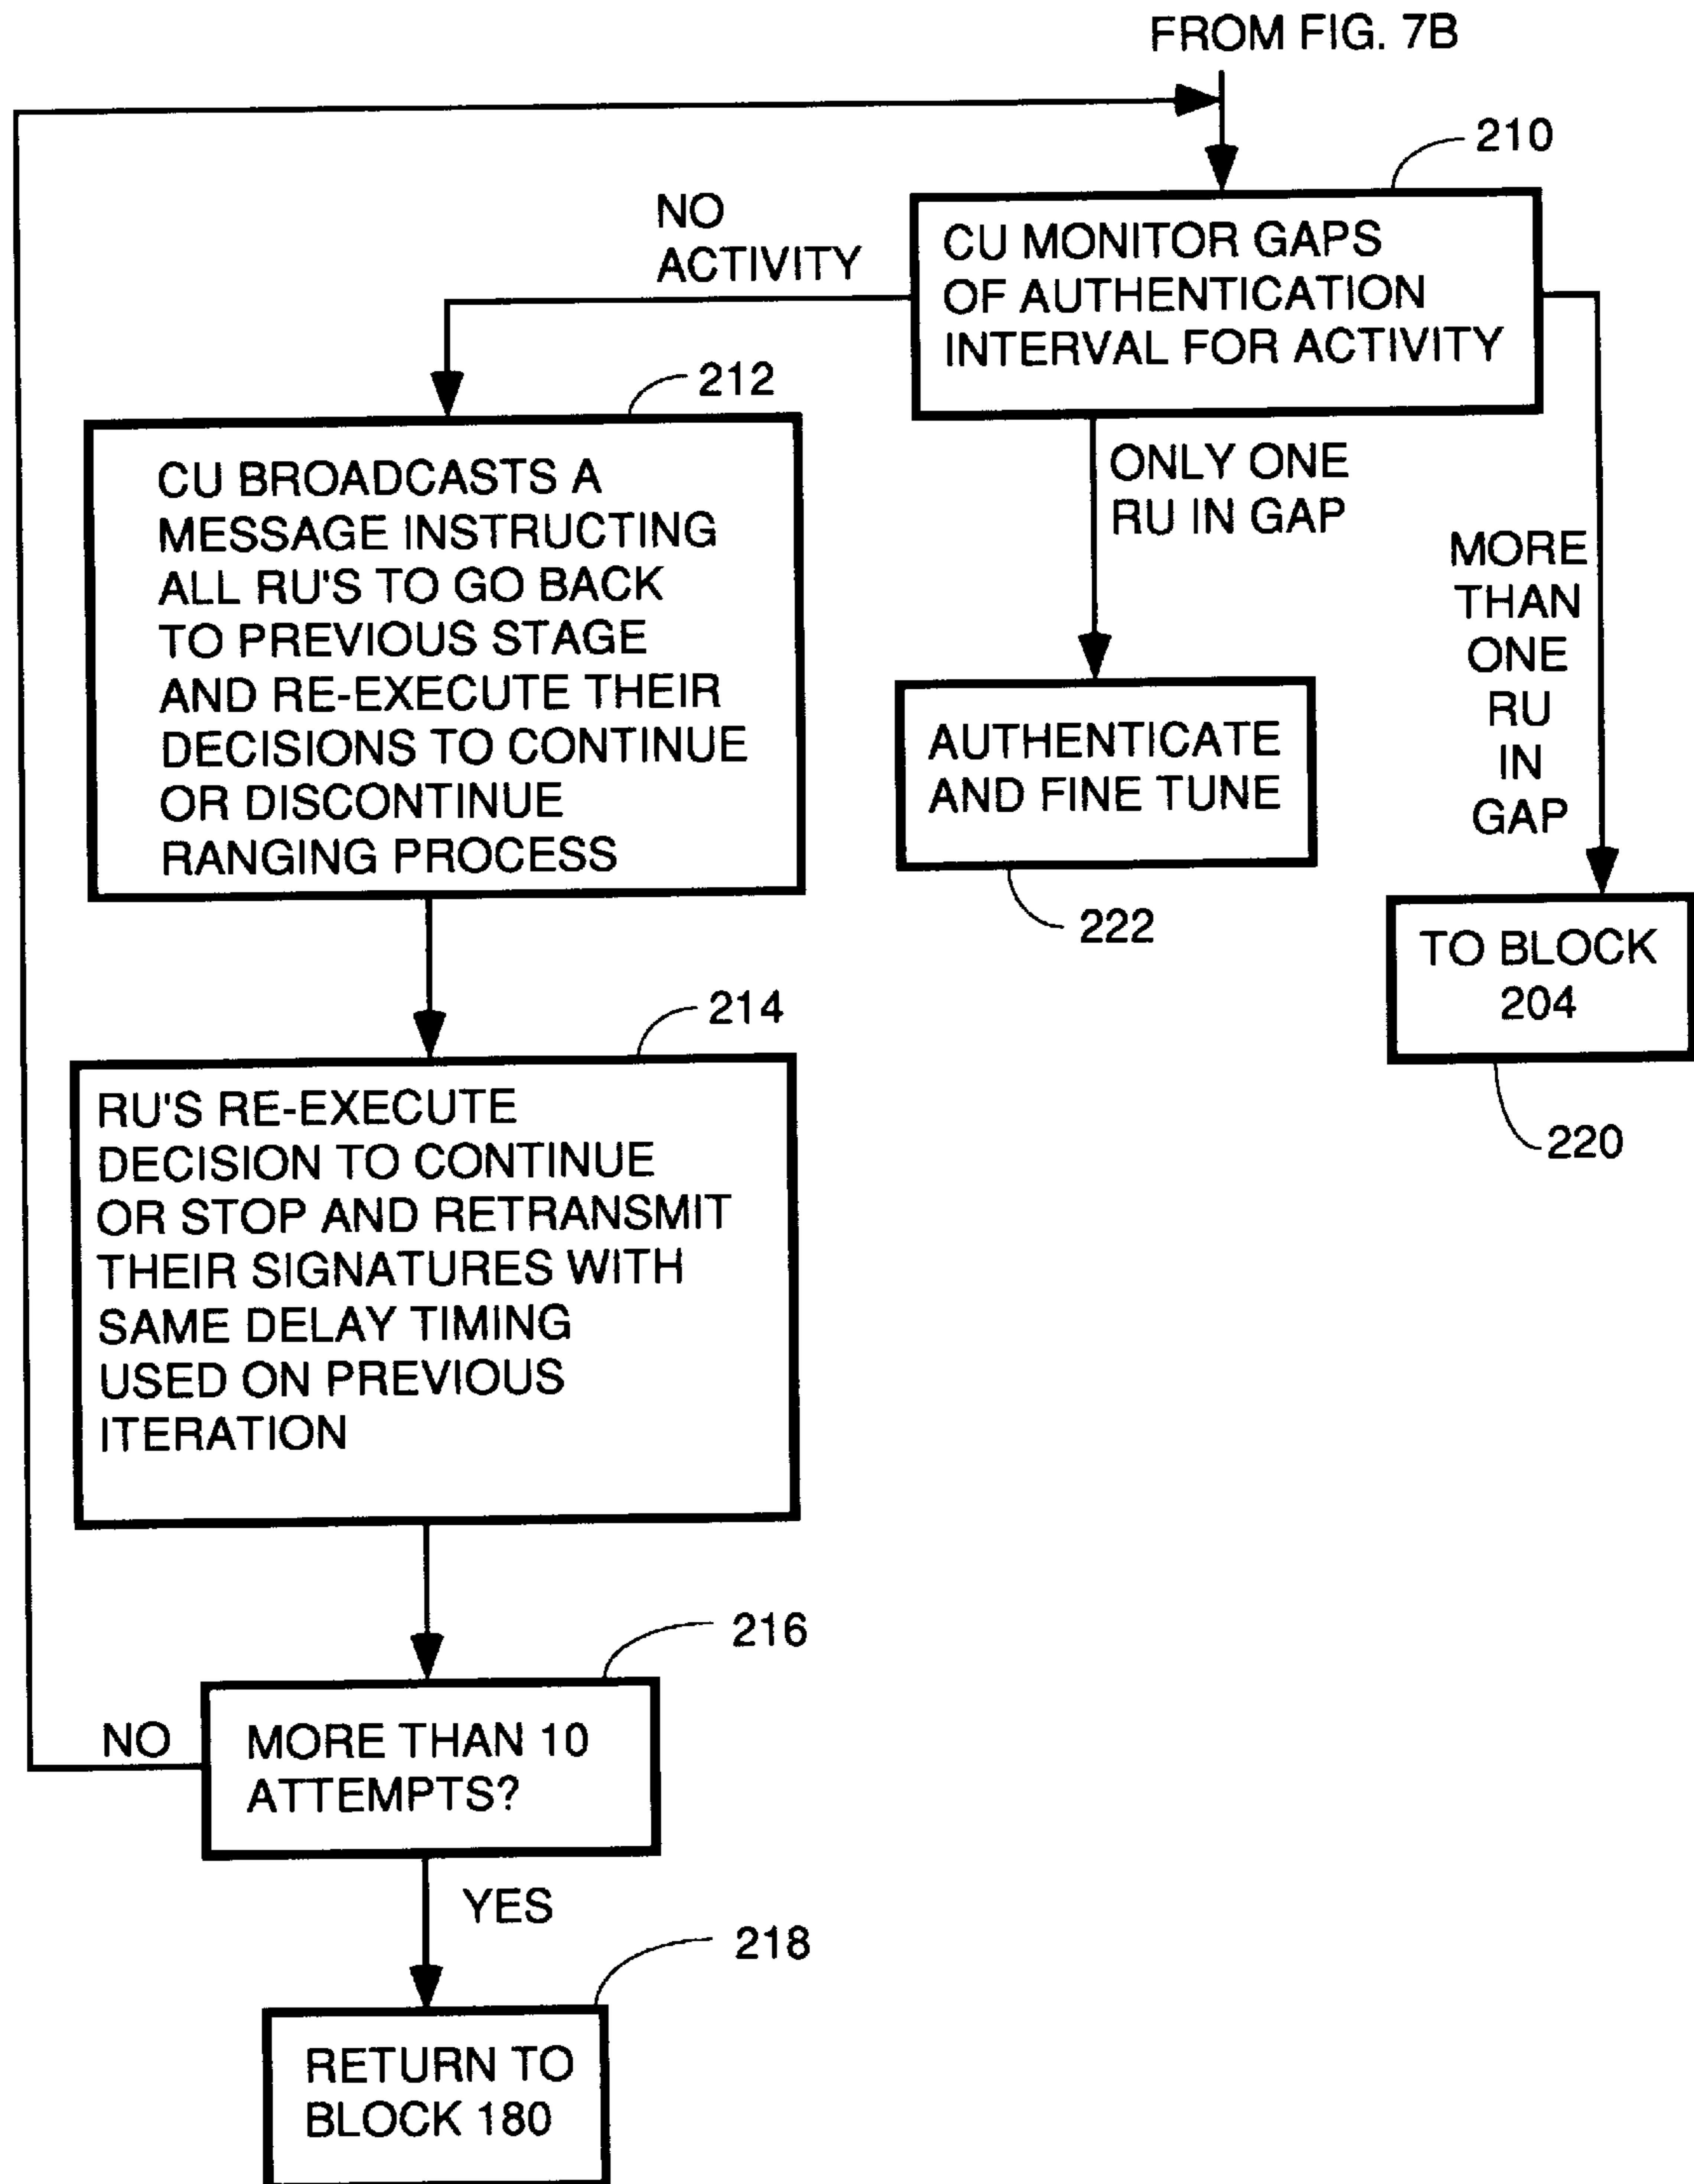 FROM FIG. 7B
210
CU MONITOR GAPS
OF AUTHENTICATION
INTERVAL FOR ACTIVITY
NO
ACTIVITY
ONLY ONE
RU IN GAP
MORE
THAN
ONE
RU
IN
GAP
212
CU BROADCASTS A
MESSAGE INSTRUCTING
ALL RU'S TO GO BACK
TO PREVIOUS STAGE
AND RE-EXECUTE THEIR
DECISIONS TO CONTINUE
OR DISCONTINUE
RANGING PROCESS
AUTHENTICATE
AND FINE TUNE
222
TO BLOCK
204
220
214
RU'S RE-EXECUTE
DECISION TO CONTINUE
OR STOP AND RETRANSMIT
THEIR SIGNATURES WITH
SAME DELAY TIMING
USED ON PREVIOUS
ITERATION
216
MORE THAN 10
ATTEMPTS?
NO
YES
218
RETURN TO
BLOCK 180